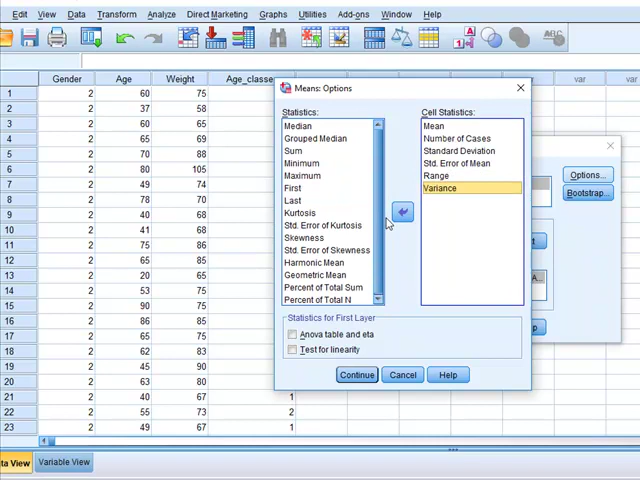 Edit View Data Transform Analyze Direct Marketing Graphs Utilities Add-ons Window Help
Gender Age Weight Age_classe var var
1 2 60 75
2 2 37 58
3 2 60 74
4 2 65 69
5 2 70 88
6 2 80 105
7 2 49 74
8 2 78 70
9 2 40 68
10 2 41 68
11 2 35 68
12 2 45 70
13 2 20 65
14 2 53 75
15 2 90 75
16 2 86 85
17 2 44 72
18 2 62 83
19 2 45 90
20 2 63 80
21 2 40 67 1
22 2 55 73 2
23 2 49 67 1
Means: Options
Statistics:
Median
Grouped Median
Sum
Minimum
Maximum
First
Last
Kurtosis
Std. Error of Kurtosis
Skewness
Std. Error of Skewness
Harmonic Mean
Geometric Mean
Percent of Total Sum
Percent of Total N
Cell Statistics:
Mean
Number of Cases
Standard Deviation
Std. Error of Mean
Range
Variance
Statistics for First Layer
Anova table and eta
Test for linearity
Continue Cancel Help
Options...
Bootstrap...
ta View Variable View